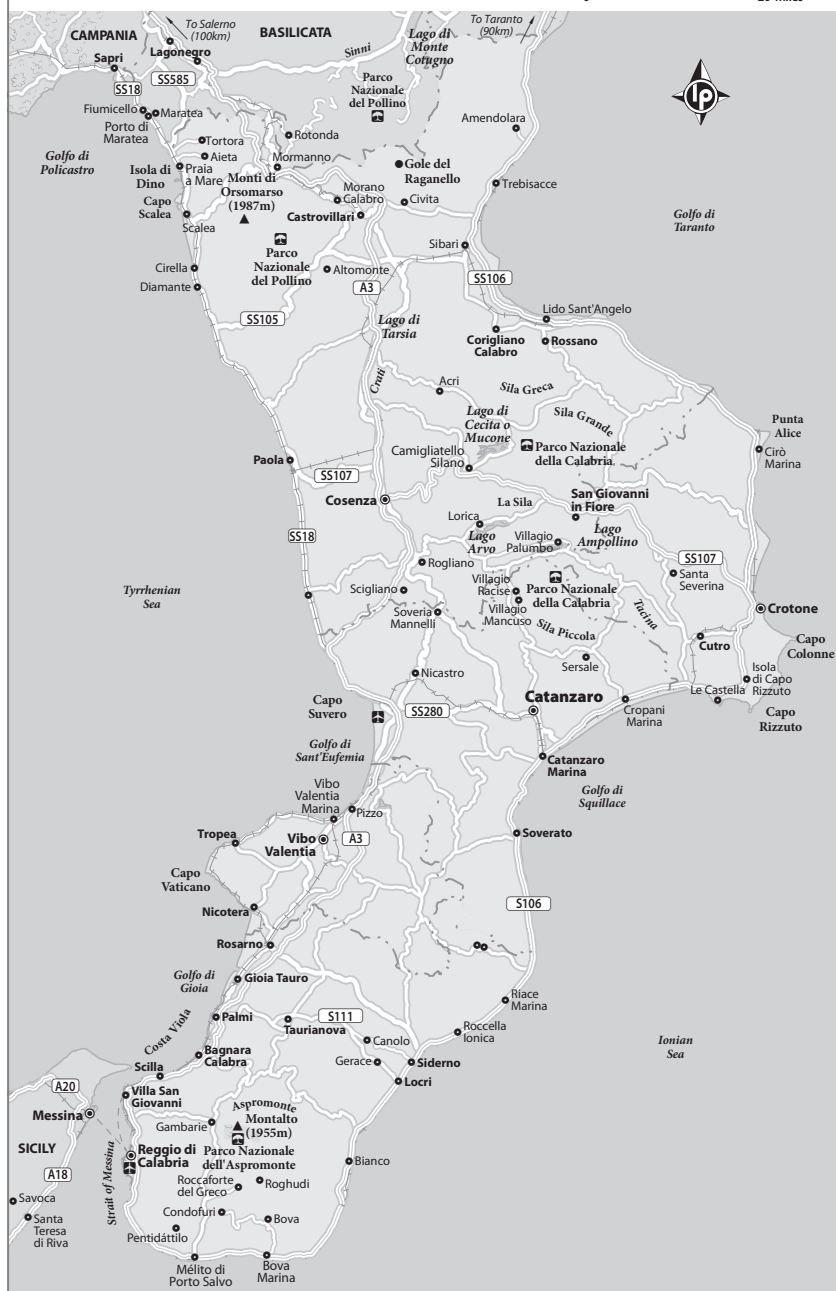 To Salerno
(100km)
To Taranto
(90km)
CAMPANIA
BASILICATA
Lago di
Monte
Cotugno
Sinni
Lagonegro
Sapri
SS585
SS18
Parco
Nazionale
del Pollino
lp
Fiumicello
Maratea
Porto di
Maratea
Amendolara
Rotonda
Tortora
Golfo di
Policastro
Aieta
Mormanno
Gole del
Raganello
Isola di
Dino
Praia
a Mare
Monti di
Orsomarso
(1987m)
Morano
Calabro
Trebisacce
Civita
Capo
Scalea
Castrovillari
Golfo di
Taranto
Scalea
Sibari
Parco
Nazionale
del Pollino
Cirella
Altomonte
Diamante
A3
SS106
Lido Sant'Angelo
SS105
Lago di
Tarsia
Corigliano
Calabro
Rossano
Crati
Acri
Sila Greca
Lago di
Cecita o
Mucone
Sila Grande
Punta
Alice
Camigliatello
Silano
Parco Nazionale
della Calabria
Cirò
Marina
Paola
SS107
Cosenza
San Giovanni
in Fiore
La Sila
Lorica
SS18
Lago
Arvo
Villagio
Palumbo
Lago
Ampollino
SS107
Rogliano
Santa
Severina
Tyrrhenian
Sea
Scigliano
Villagio
Racise
Parco Nazionale
della Calabria
Villagio
Mancuso
Tacina
Crotone
Soveria
Mannelli
Sila Piccola
Cutro
Capo
Colonne
Sersale
Isola
di Capo
Rizzuto
Nicastro
Le Castella
Catanzaro
Capo
Suvero
SS280
Cropani
Marina
Capo
Rizzuto
Golfo di
Sant'Eufemia
Catanzaro
Marina
Golfo di
Squillace
Vibo
Valentia
Marina
Pizzo
Tropea
Vibo
Valentia
A3
Soverato
Capo
Vaticano
Nicotera
S106
Rosarno
Golfo di
Gioia
Gioia Tauro
Riace
Marina
Palmi
S111
Taurianova
Costa Viola
Roccella
Ionica
Canolo
Ionian
Sea
Bagnara
Calabra
Gerace
Siderno
Scilla
Locri
A20
Villa San
Giovanni
Messina
Aspromonte
Montalto
(1955m)
Gambarie
SICILY
Reggio di
Calabria
Parco Nazionale
dell'Aspromonte
Bianco
A18
Strait of Messina
Roccaforte
del Greco
Roghudi
Savoca
Condofuri
Bova
Santa
Teresa
di Riva
Pentidáttilo
Mélito di
Porto Salvo
Bova
Marina